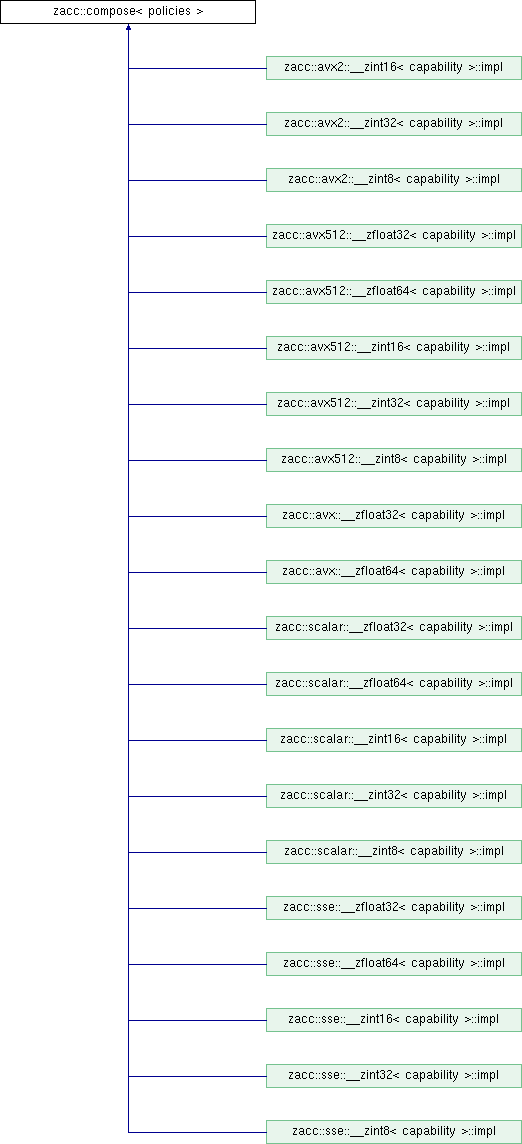 zacc::compose< policies >
zacc::avx2::__zint16< capability >::impl
zacc::avx2::__zint32< capability >::impl
zacc::avx2::__zint8< capability >::impl
zacc::avx512::__zfloat32< capability >::impl
zacc::avx512::__zfloat64< capability >::impl
zacc::avx512::__zint16< capability >::impl
zacc::avx512::__zint32< capability >::impl
zacc::avx512::__zint8< capability >::impl
zacc::avx::__zfloat32< capability >::impl
zacc::avx::__zfloat64< capability >::impl
zacc::scalar::__zfloat32< capability >::impl
zacc::scalar::__zfloat64< capability >::impl
zacc::scalar::__zint16< capability >::impl
zacc::scalar::__zint32< capability >::impl
zacc::scalar::__zint8< capability >::impl
zacc::sse::__zfloat32< capability >::impl
zacc::sse::__zfloat64< capability >::impl
zacc::sse::__zint16< capability >::impl
zacc::sse::__zint32< capability >::impl
zacc::sse::__zint8< capability >::impl